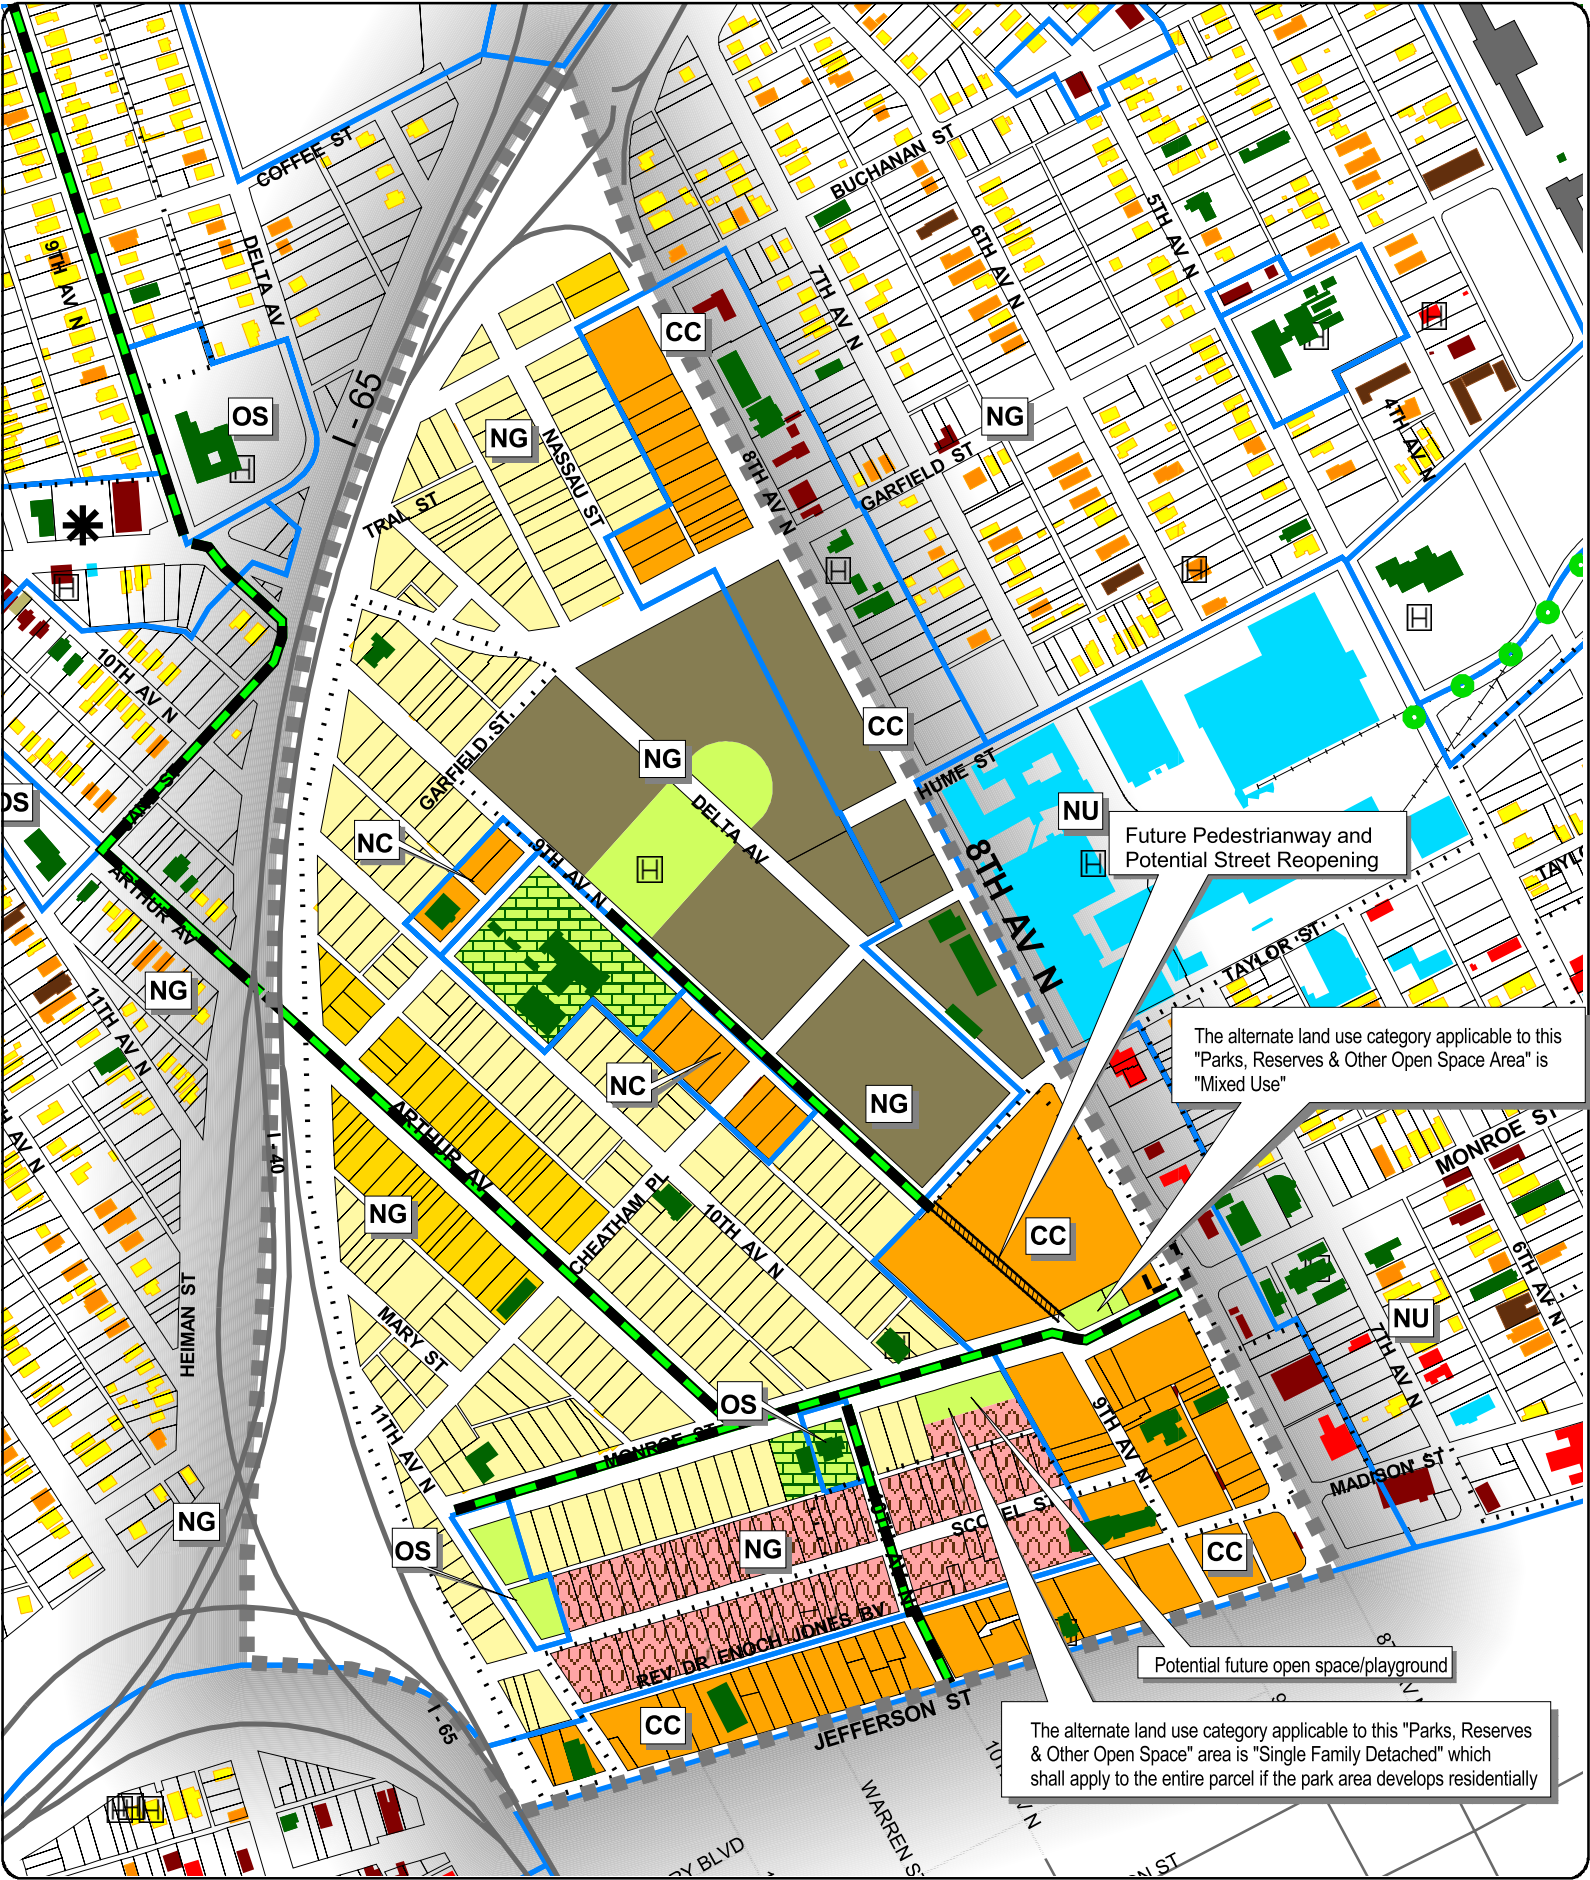 COFFEE ST
BUCHANAN ST
9TH AV N
DELTA AV
5TH AV N
6TH AV N
7TH AV N
CC
I - 65
OS
NG
NG
NASSAU ST
8TH AV N
GARFIELD ST
4TH AV N
TRAL ST
10TH AV N
GARFIELD ST
NG
CC
HUME ST
OS
JANE ST
NC
9TH AV N
DELTA AV
NU
Future Pedestrianway and
Potential Street Reopening
8TH AV N
TAYLOR ST
ARTHUR AV
NG
11TH AV N
The alternate land use category applicable to this
"Parks, Reserves & Other Open Space Area" is
"Mixed Use"
NC
NG
ARTHUR AV
I - 40
MONROE ST
NG
CHEATHAM PL
10TH AV N
CC
HEIMAN ST
MARY ST
NU
6TH AV N
7TH AV N
OS
11TH AV N
MONROE ST
9TH AV N
MADISON ST
NG
OS
NG
SCOVEL ST
CC
REV DR ENOCH JONES BV
CC
JEFFERSON ST
I - 65
Potential future open space/playground
The alternate land use category applicable to this "Parks, Reserves
& Other Open Space" area is "Single Family Detached" which
shall apply to the entire parcel if the park area develops residentially
WARREN S
RY BLVD